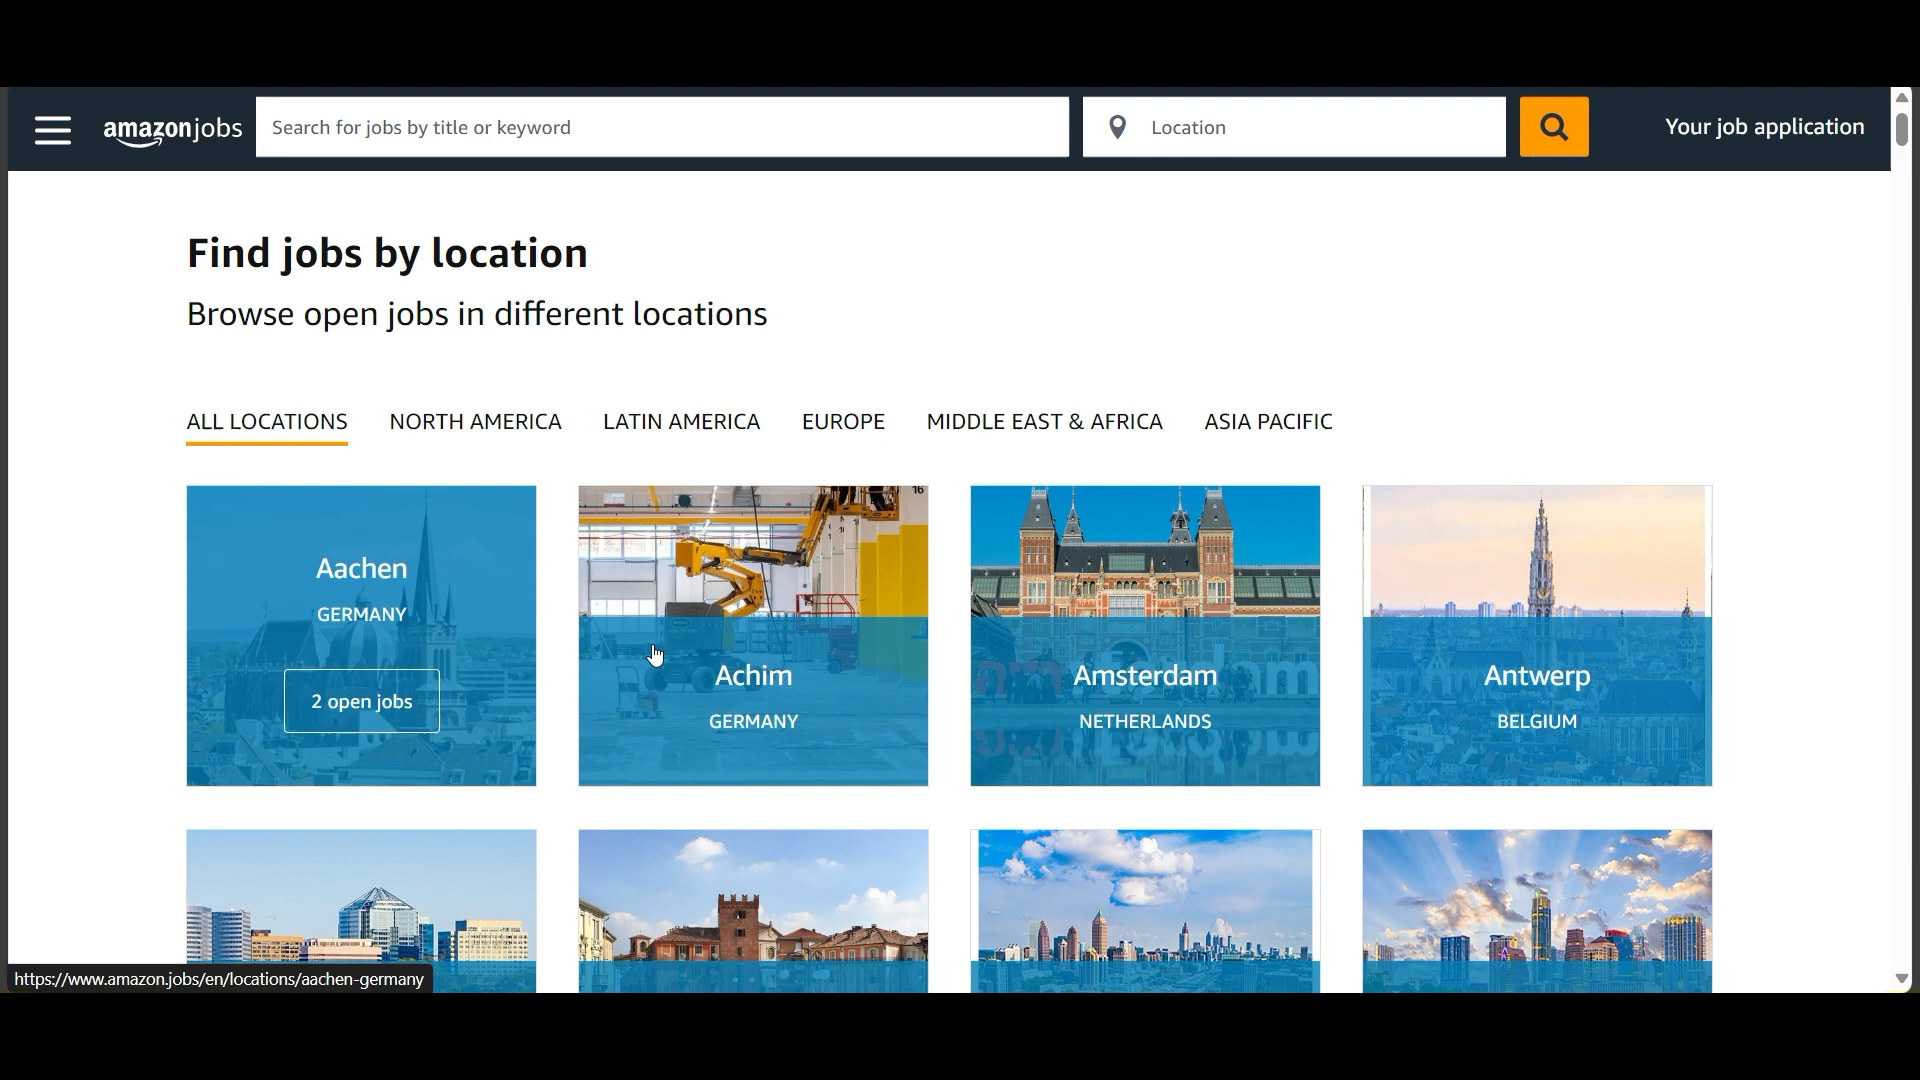 amazonjobs
Search for jobs by title or keyword
Location
Your job application
Find jobs by location
Browse open jobs in different locations
ALL LOCATIONS NORTH AMERICA LATIN AMERICA EUROPE MIDDLE EAST & AFRICA ASIA PACIFIC
Aachen
GERMANY
2 open jobs
16
Achim
GERMANY
Amsterdam
NETHERLANDS
Antwerp
BELGIUM
https://www.amazon.jobs/en/locations/aachen-germany